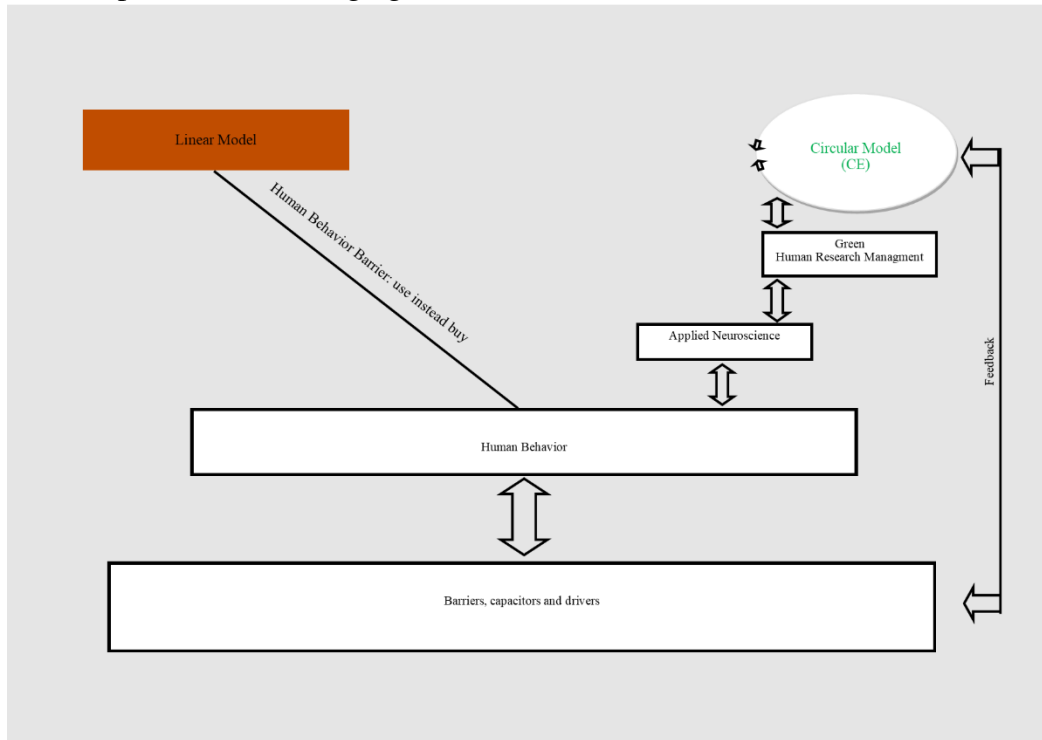 Linear Model
Circular Model
(CE)
Human Behavior Barrier: use instead buy
Green
Human Research Managment
Applied Neuroscience
Feedback
Human Behavior
Barriers, capacitors and drivers